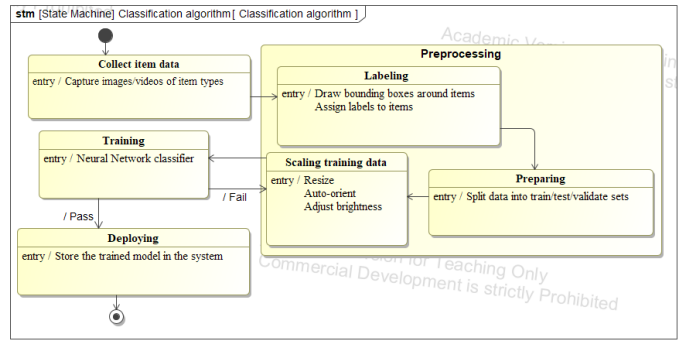 stm [State Machine] Classification algorithm[ Classification algorithm ]
Academic
Preprocessing
Collect item data
entry / Capture images/videos of item types
Labeling
entry / Draw bounding boxes around items
Assign labels to items
Training
entry / Neural Network classifier
Scaling training data
entry / Resize
Auto-orient
Adjust brightness
Preparing
entry / Split data into train/test/validate sets
/ Fail
/ Pass
Deploying
entry / Store the trained model in the system
for Teaching Only
Commercial Development is strictly Prohibited